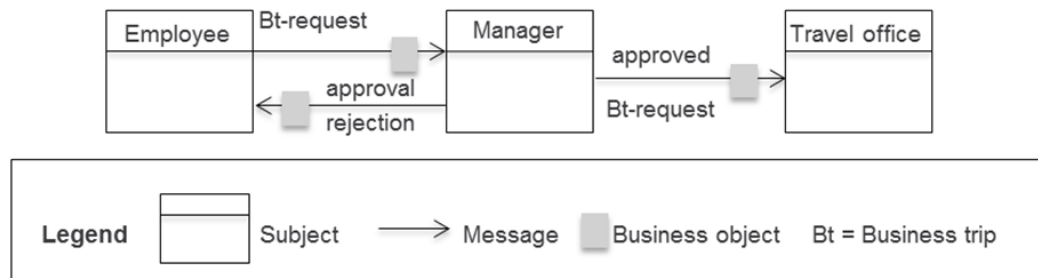 Employee
Bt-request
Manager
Travel office
approval
rejection
approved
Bt-request
Legend
Subject
Message
Business object
Bt = Business trip